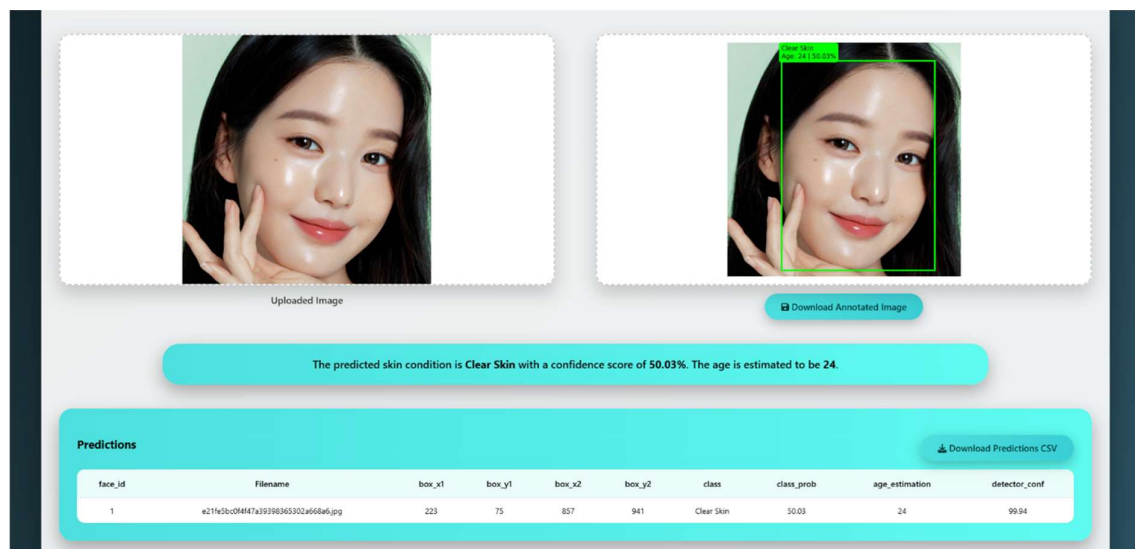 Clear Skin
Age: 24 | 50.03%
Uploaded Image
Download Annotated Image
The predicted skin condition is Clear Skin with a confidence score of 50.03%. The age is estimated to be 24.
Predictions
Download Predictions CSV
face_id Filename box_x1 box_y1 box_x2 box_y2 class class_prob age_estimation detector_conf
1 e21fe5bc0f4f47a39398365302a668a6.jpg 223 75 857 941 Clear Skin 50.03 24 99.94